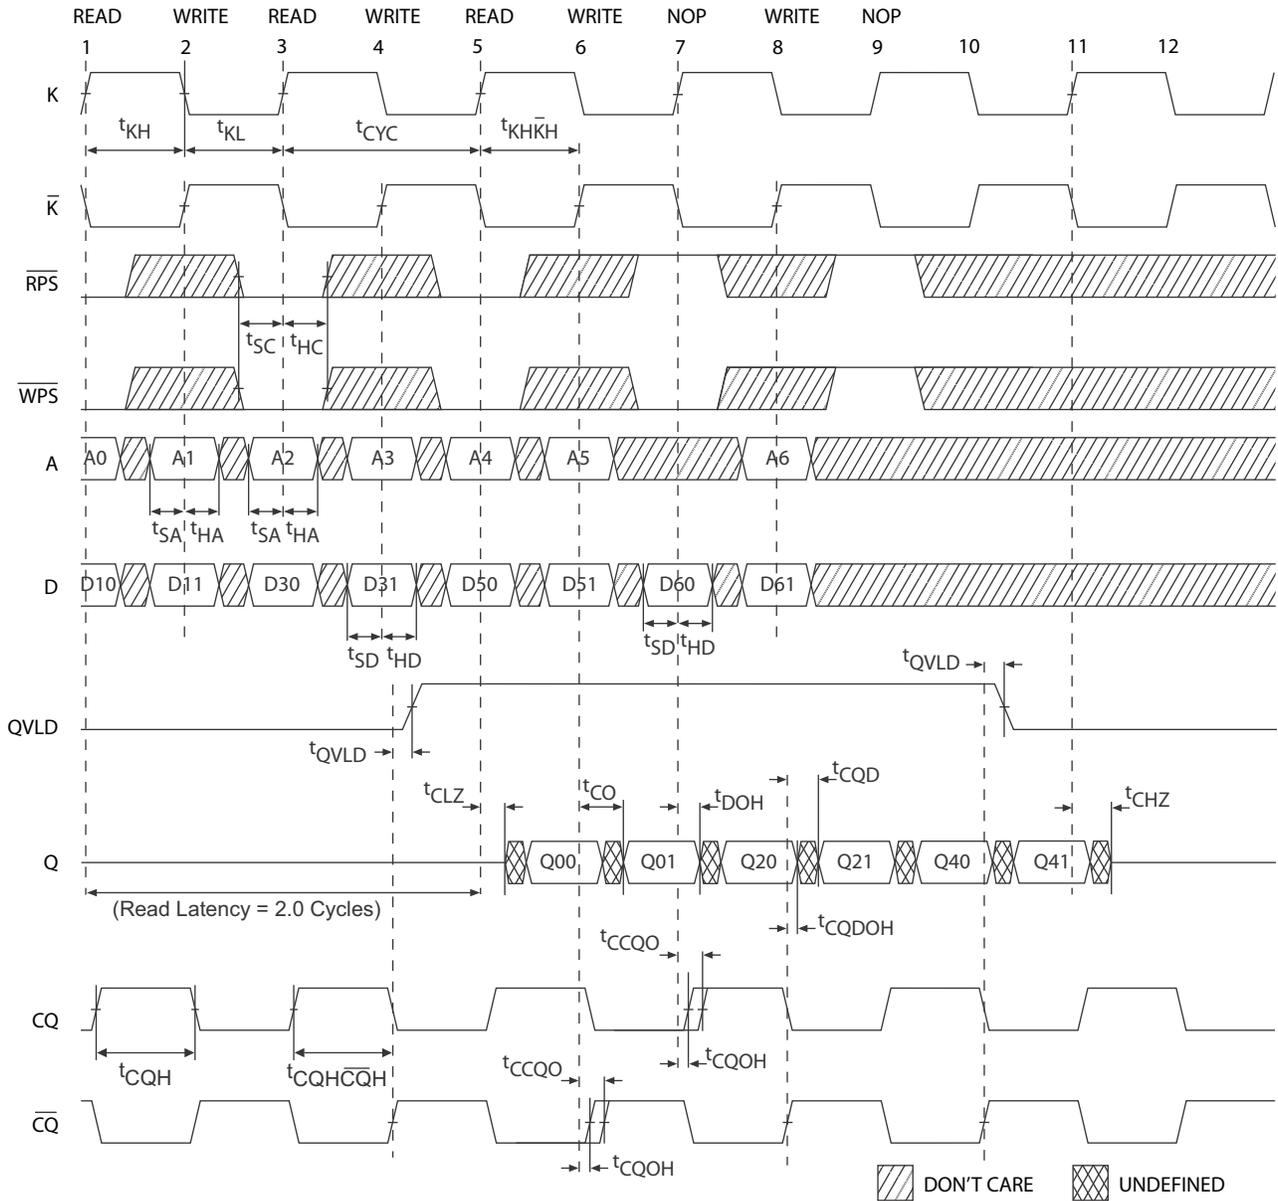 READ WRITE READ WRITE READ WRITE NOP WRITE NOP
1 2 3 4 5 6 7 8 9 10 11 12
K
tKH tKL tCYC tKHK̅H
K̅
R̅P̅S̅
tSC tHC
W̅P̅S̅
A A0 A1 A2 A3 A4 A5 A6
tSA tHA tSA tHA
D D10 D11 D30 D31 D50 D51 D60 D61
tSD tHD tSD tHD
tQVLD
QVLD
tQVLD
tCLZ tCO tDOH tCQD tCHZ
Q Q00 Q01 Q20 Q21 Q40 Q41
(Read Latency = 2.0 Cycles)
tCQDOH
tCCQO
CQ
tCQH tCQHC̅Q̅H tCCQO tCQOH
C̅Q̅
tCQOH
DON'T CARE UNDEFINED